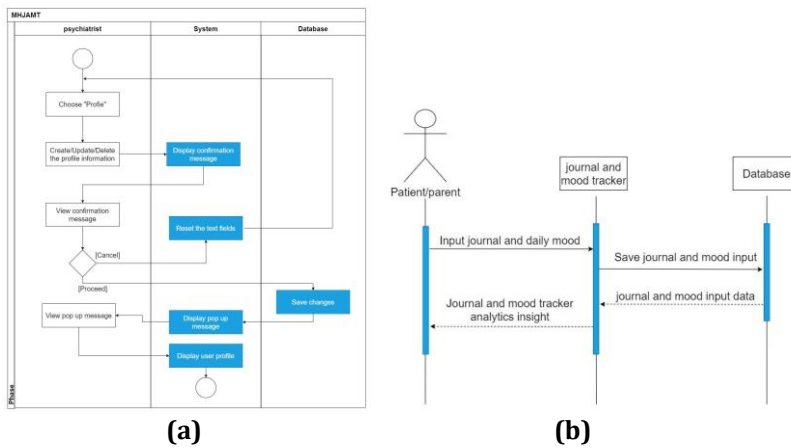 MHJAMT
psychiatrist
System
Database
Choose "Profile"
Create/Update/Delete
the profile information
Display confirmation
message
View confirmation
message
Reset the text fields
[Cancel]
[Proceed]
Save changes
View pop up message
Display pop up
message
Display user profile
Phase
(a)
Patient/parent
journal and
mood tracker
Database
Input journal and daily mood
Save journal and mood input
journal and mood input data
Journal and mood tracker
analytics insight
(b)